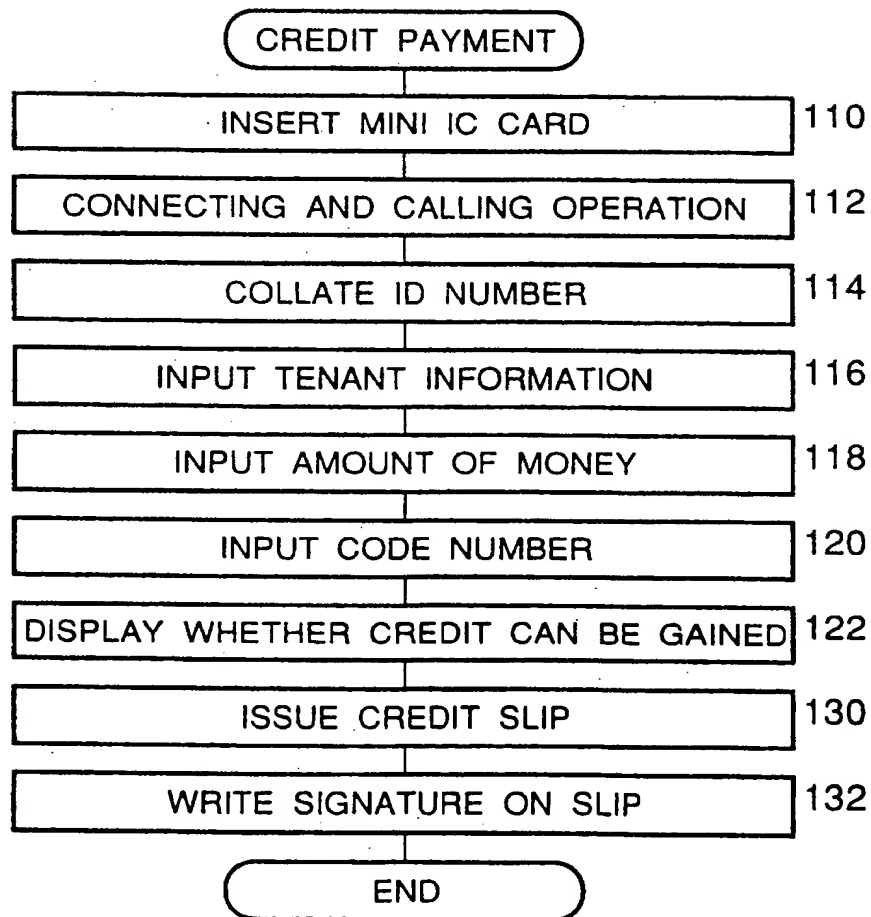 CREDIT PAYMENT
INSERT MINI IC CARD 110
CONNECTING AND CALLING OPERATION 112
COLLATE ID NUMBER 114
INPUT TENANT INFORMATION 116
INPUT AMOUNT OF MONEY 118
INPUT CODE NUMBER 120
DISPLAY WHETHER CREDIT CAN BE GAINED 122
ISSUE CREDIT SLIP 130
WRITE SIGNATURE ON SLIP 132
END